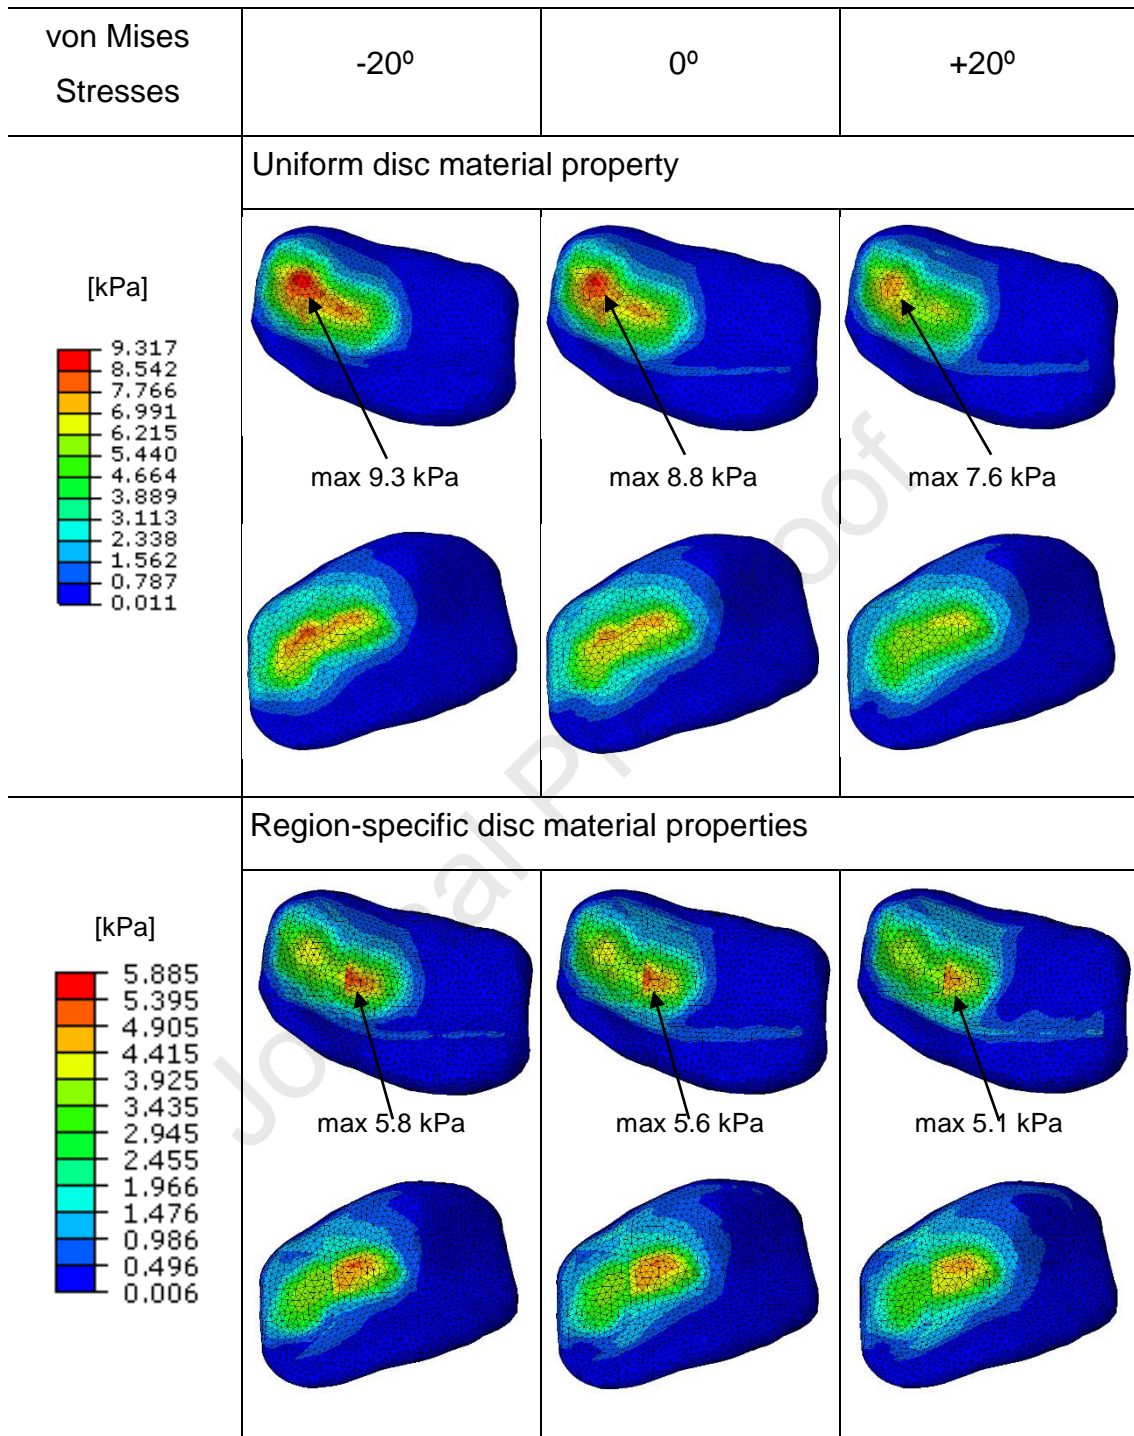 von Mises
Stresses
-20º
0º
+20º
Uniform disc material property
[kPa]
9.317
8.542
7.766
6.991
6.215
5.440
4.664
3.889
3.113
2.338
1.562
0.787
0.011
max 9.3 kPa
max 8.8 kPa
max 7.6 kPa
Region-specific disc material properties
[kPa]
5.885
5.395
4.905
4.415
3.925
3.435
2.945
2.455
1.966
1.476
0.986
0.496
0.006
max 5.8 kPa
max 5.6 kPa
max 5.1 kPa